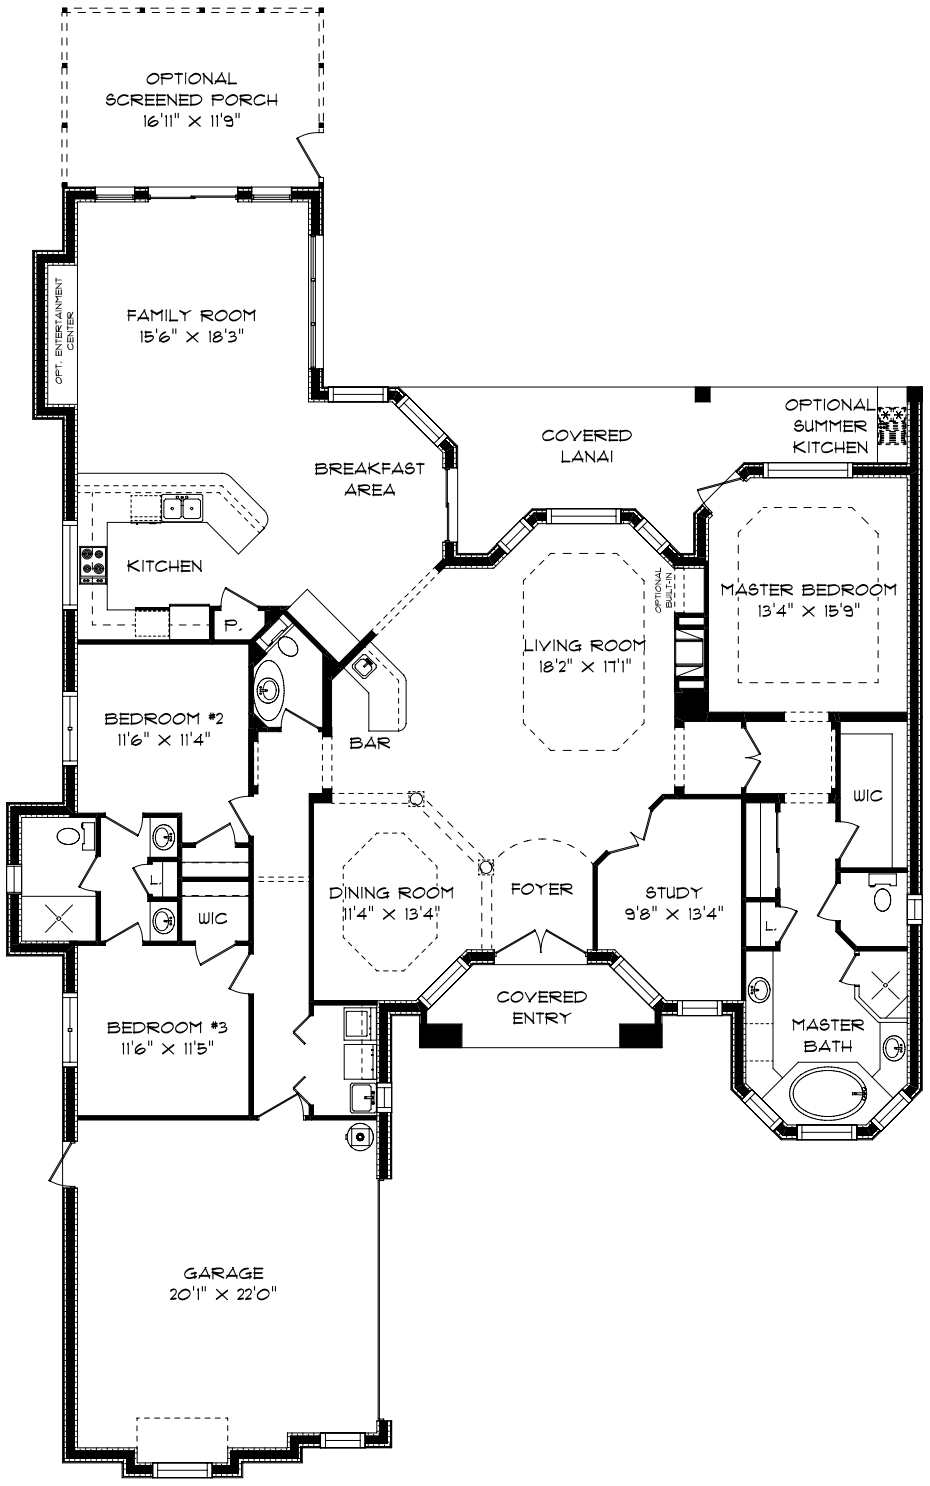 OPTIONAL
SCREENED PORCH
16'11" X 11'9"
FAMILY ROOM
15'6" X 18'3"
OPT. ENTERTAINMENT
CENTER
BREAKFAST
AREA
COVERED
LANAI
OPTIONAL
SUMMER
KITCHEN
KITCHEN
P.
OPTIONAL
BUILT-IN
MASTER BEDROOM
13'4" X 15'9"
LIVING ROOM
18'2" X 17'1"
BEDROOM #2
11'6" X 11'4"
BAR
WIC
L.
WIC
DINING ROOM
11'4" X 13'4"
FOYER
STUDY
9'8" X 13'4"
L.
COVERED
ENTRY
BEDROOM #3
11'6" X 11'5"
MASTER
BATH
GARAGE
20'1" X 22'0"